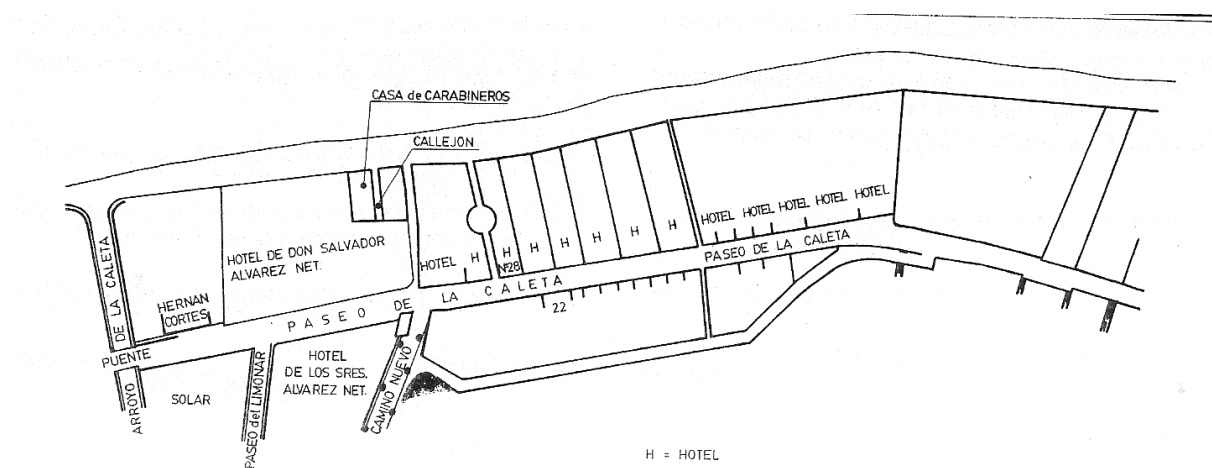 CASA de CARABINEROS
CALLEJON
HOTEL DE DON SALVADOR
ALVAREZ NET.
HERNAN
CORTES
DE LA CALETA
PUENTE
ARROYO
SOLAR
PASEO del LIMONAR
HOTEL
DE LOS SRES.
ALVAREZ NET.
CAMINO NUEVO
PASEO DE LA CALETA
HOTEL
H
H
Nº28
H
H
H
H
H
22
HOTEL
HOTEL
HOTEL
HOTEL
HOTEL
PASEO DE LA CALETA
H = HOTEL